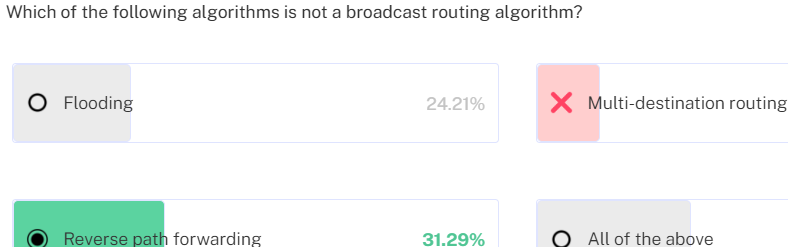 Which of the following algorithms is not a broadcast routing algorithm?
Flooding 24.21%
Multi-destination routing
Reverse path forwarding 31.29%
All of the above